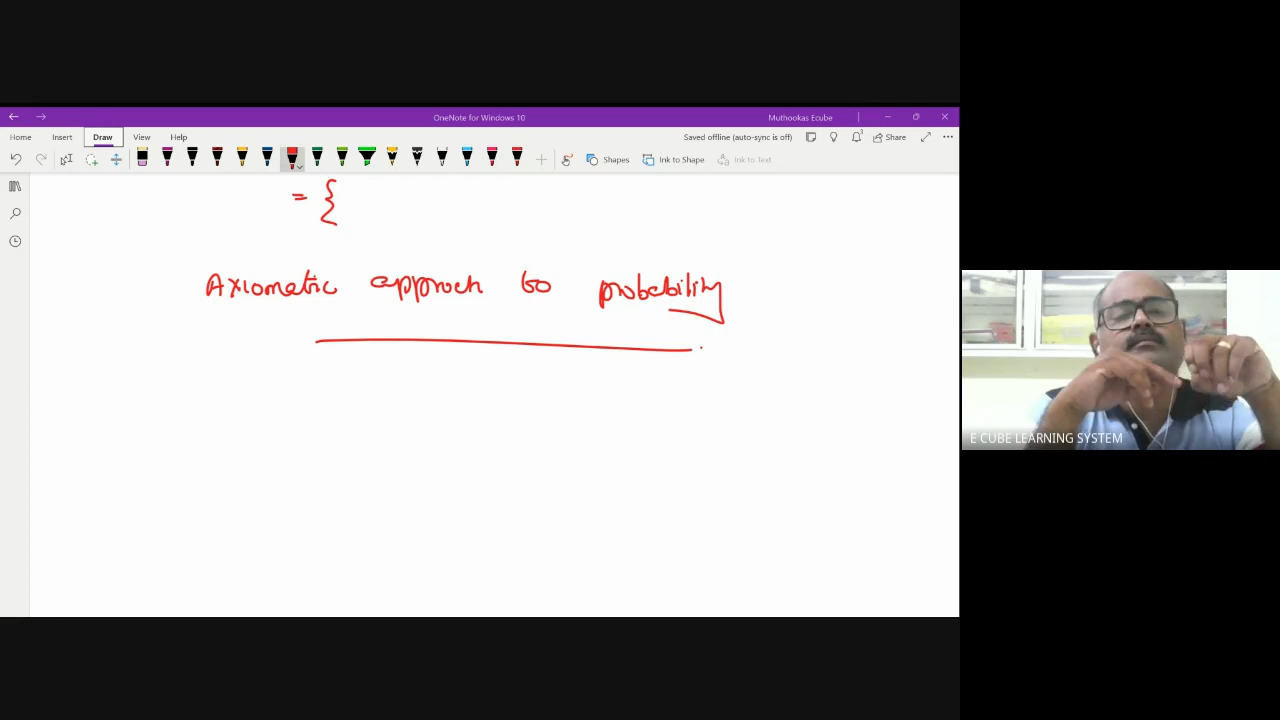 OneNote for Windows 10
Muthookas Ecube
Home Insert Draw View Help
Saved offline (auto-sync is off)
Share
Shapes
Ink to Shape
Ink to Text
= {
Axiomatic approach to probability
E CUBE LEARNING SYSTEM